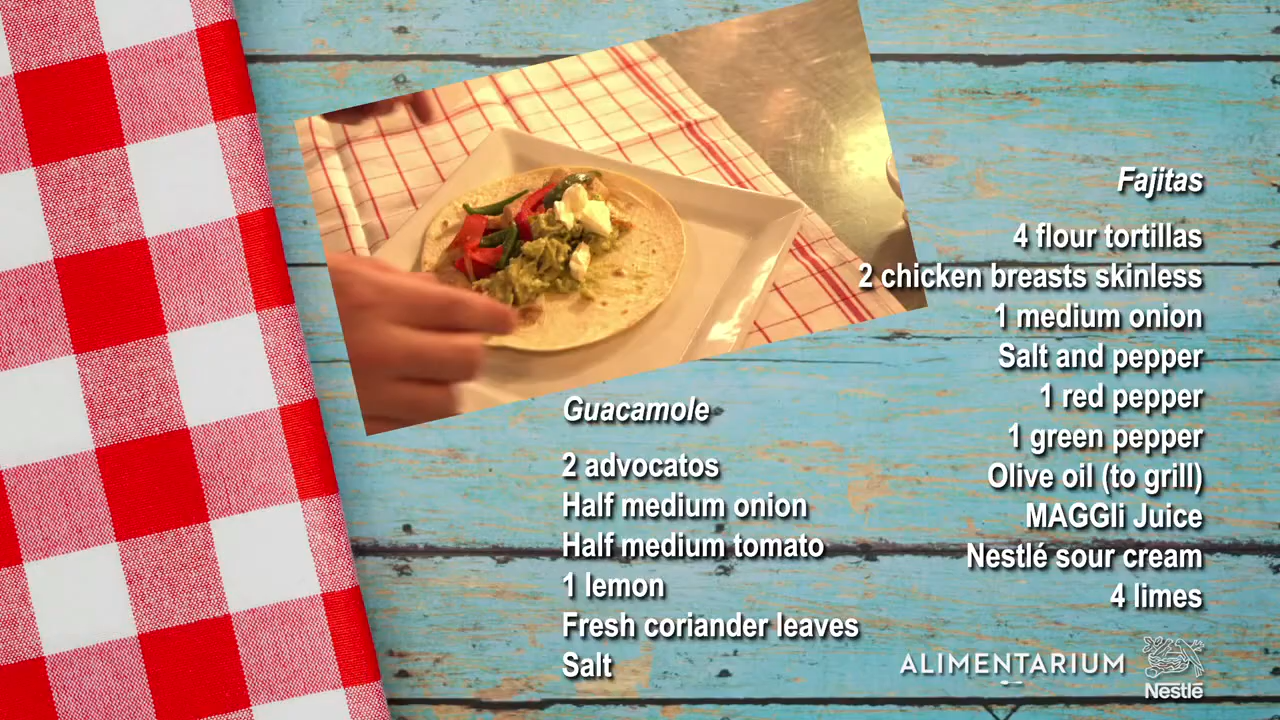 Fajitas
4 flour tortillas
2 chicken breasts skinless
1 medium onion
Salt and pepper
1 red pepper
1 green pepper
Olive oil (to grill)
MAGGli Juice
Nestlé sour cream
4 limes
Guacamole
2 advocatos
Half medium onion
Half medium tomato
1 lemon
Fresh coriander leaves
Salt
ALIMENTARIUM
Nestlé